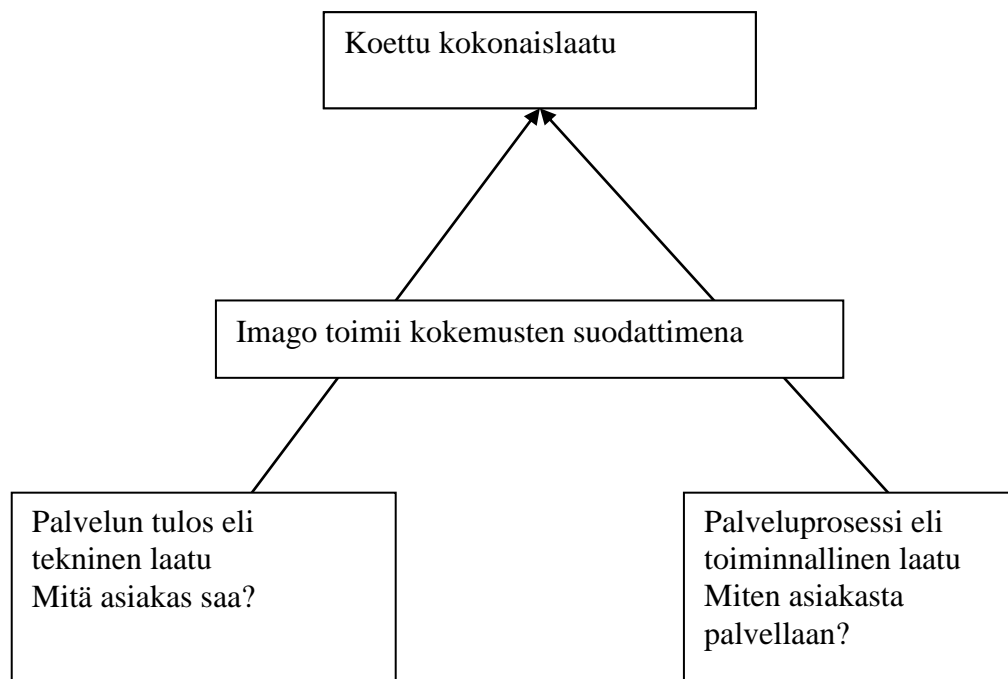 Koettu kokonaislaatu
Imago toimii kokemusten suodattimena
Palvelun tulos eli
tekninen laatu
Mitä asiakas saa?
Palveluprosessi eli
toiminnallinen laatu
Miten asiakasta
palvellaan?